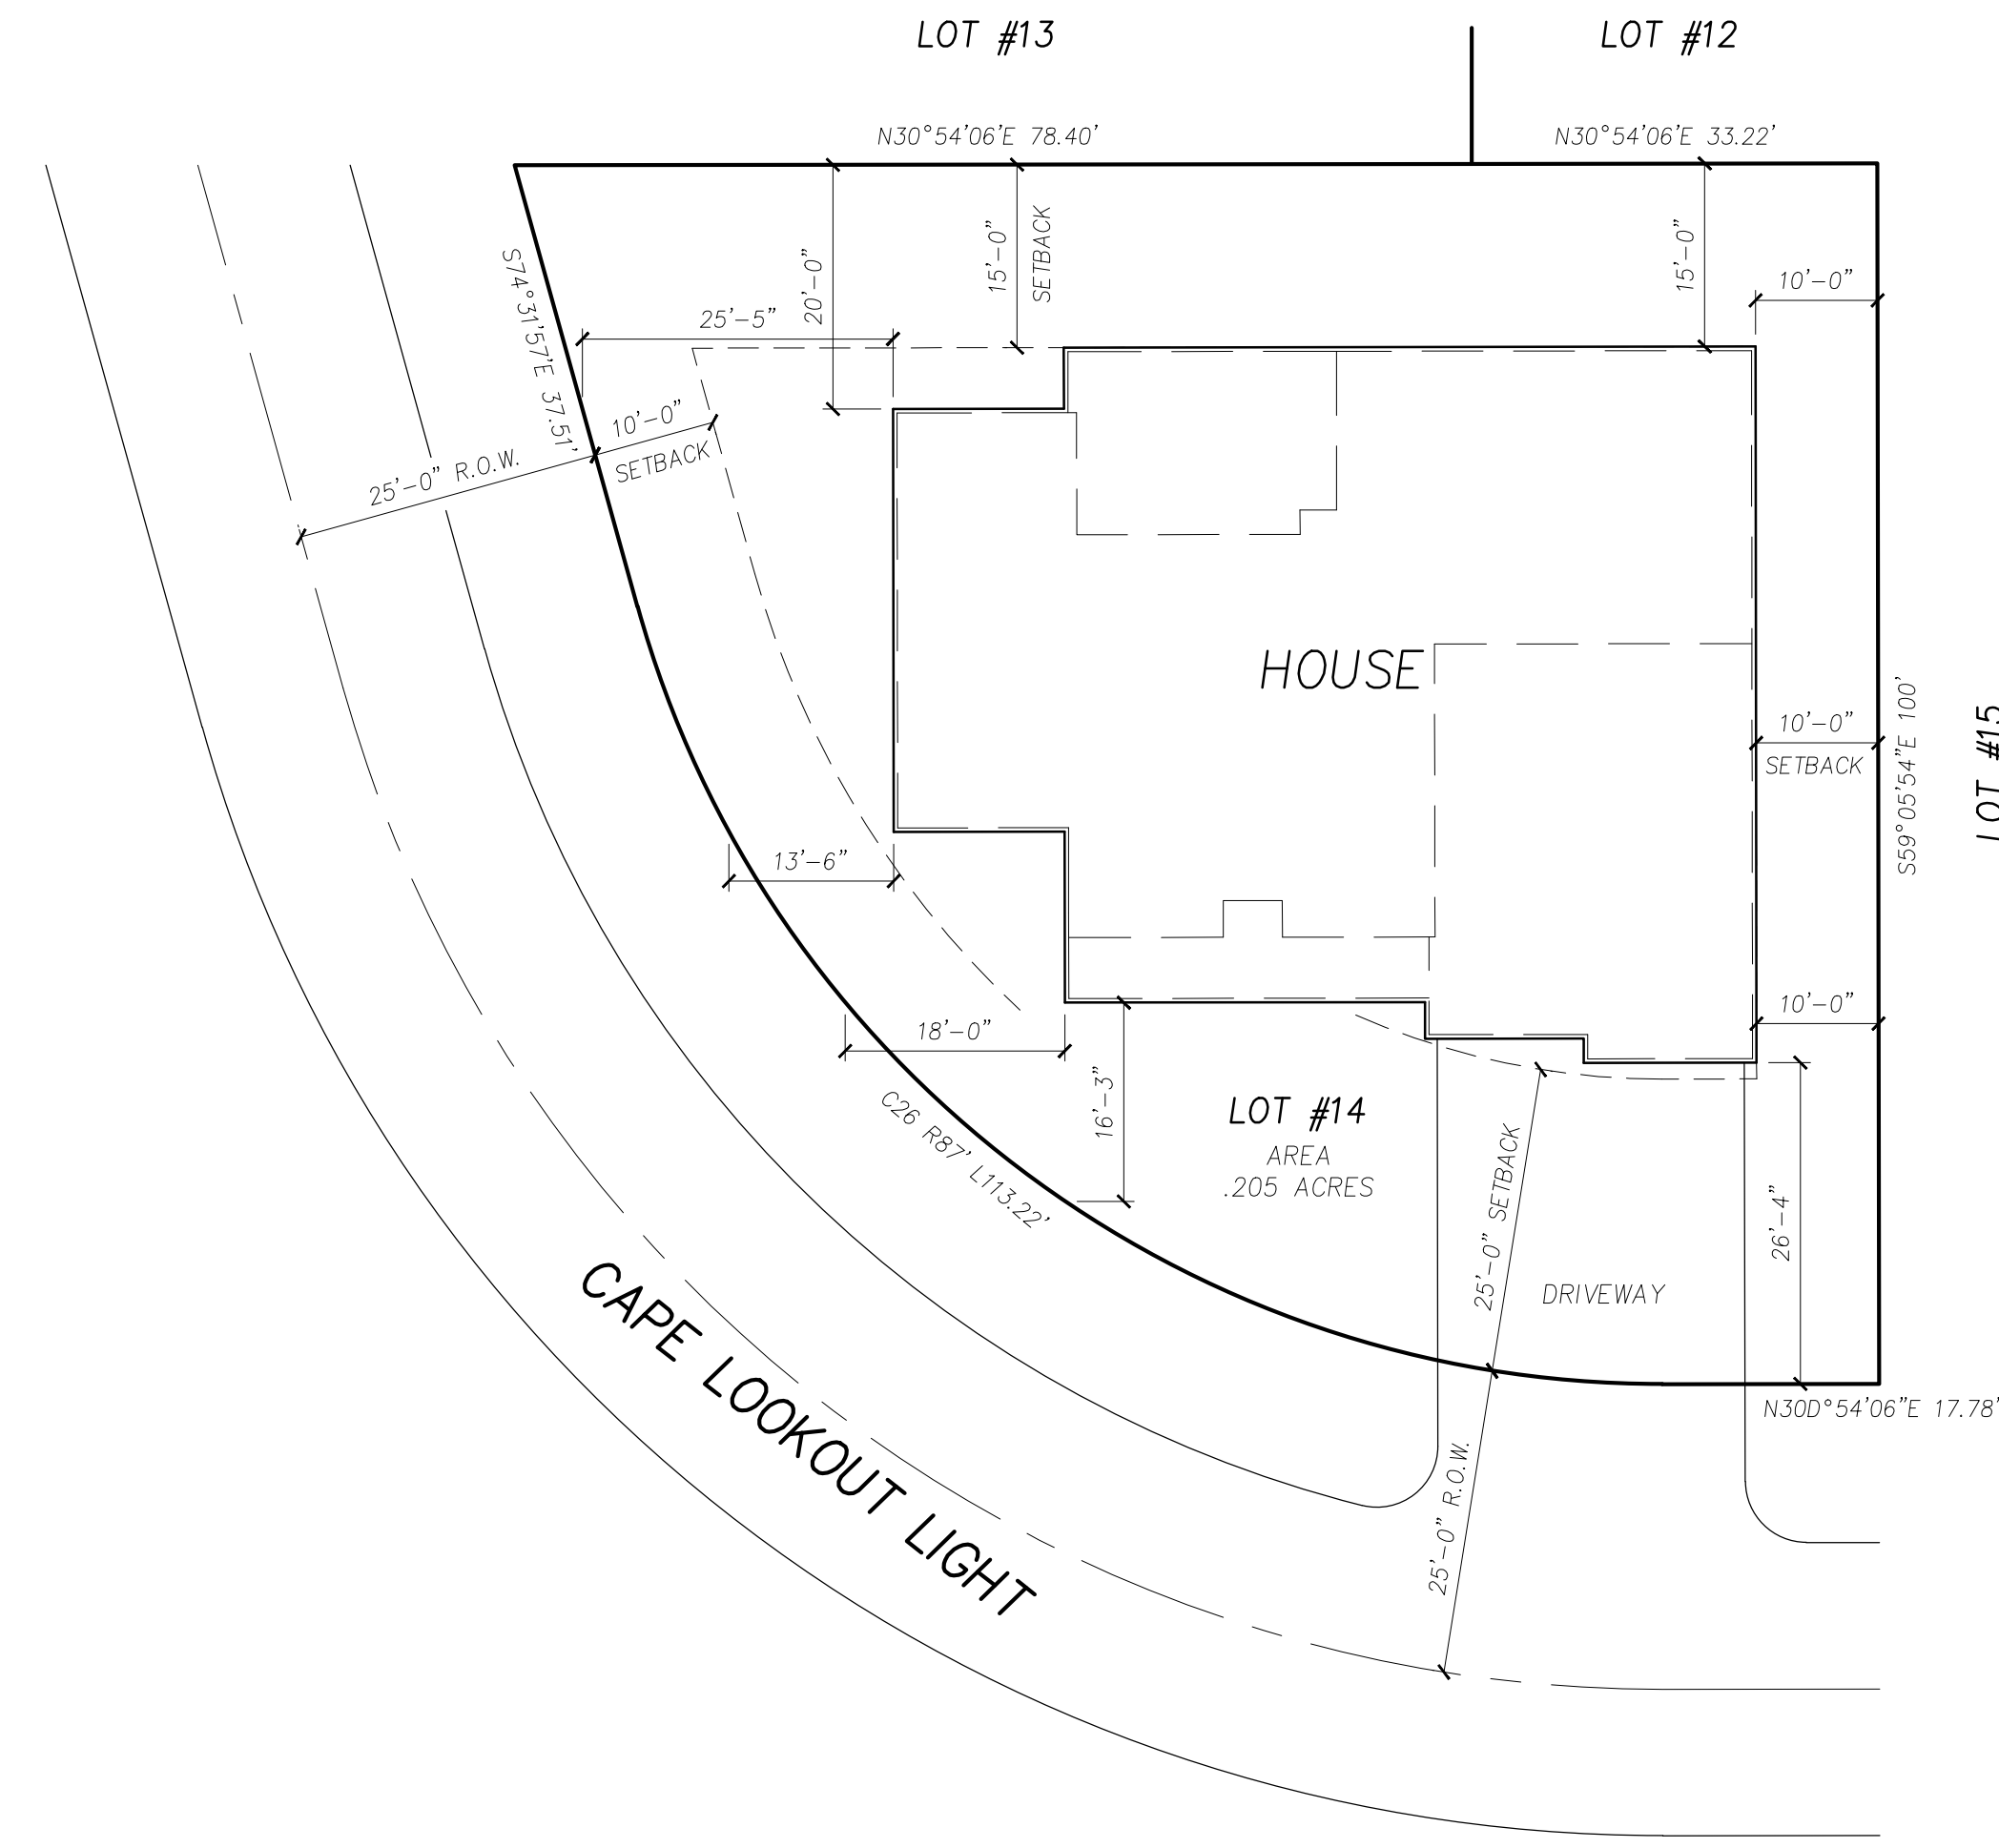 LOT #13
LOT #12
N30°54'06'E 78.40'
N30°54'06'E 33.22'
S74°31'57'E 37.51'
20'-0"
15'-0"
SETBACK
15'-0"
10'-0"
25'-5"
10'-0"
SETBACK
25'-0" R.O.W.
HOUSE
10'-0"
SETBACK
S59°05'54"E 100'
LOT #15
13'-6"
10'-0"
18'-0"
16'-3"
C26 R87' L113.22'
LOT #14
AREA
.205 ACRES
25'-0" SETBACK
26'-4"
DRIVEWAY
N30D°54'06"E 17.78'
25'-0" R.O.W.
CAPE LOOKOUT LIGHT